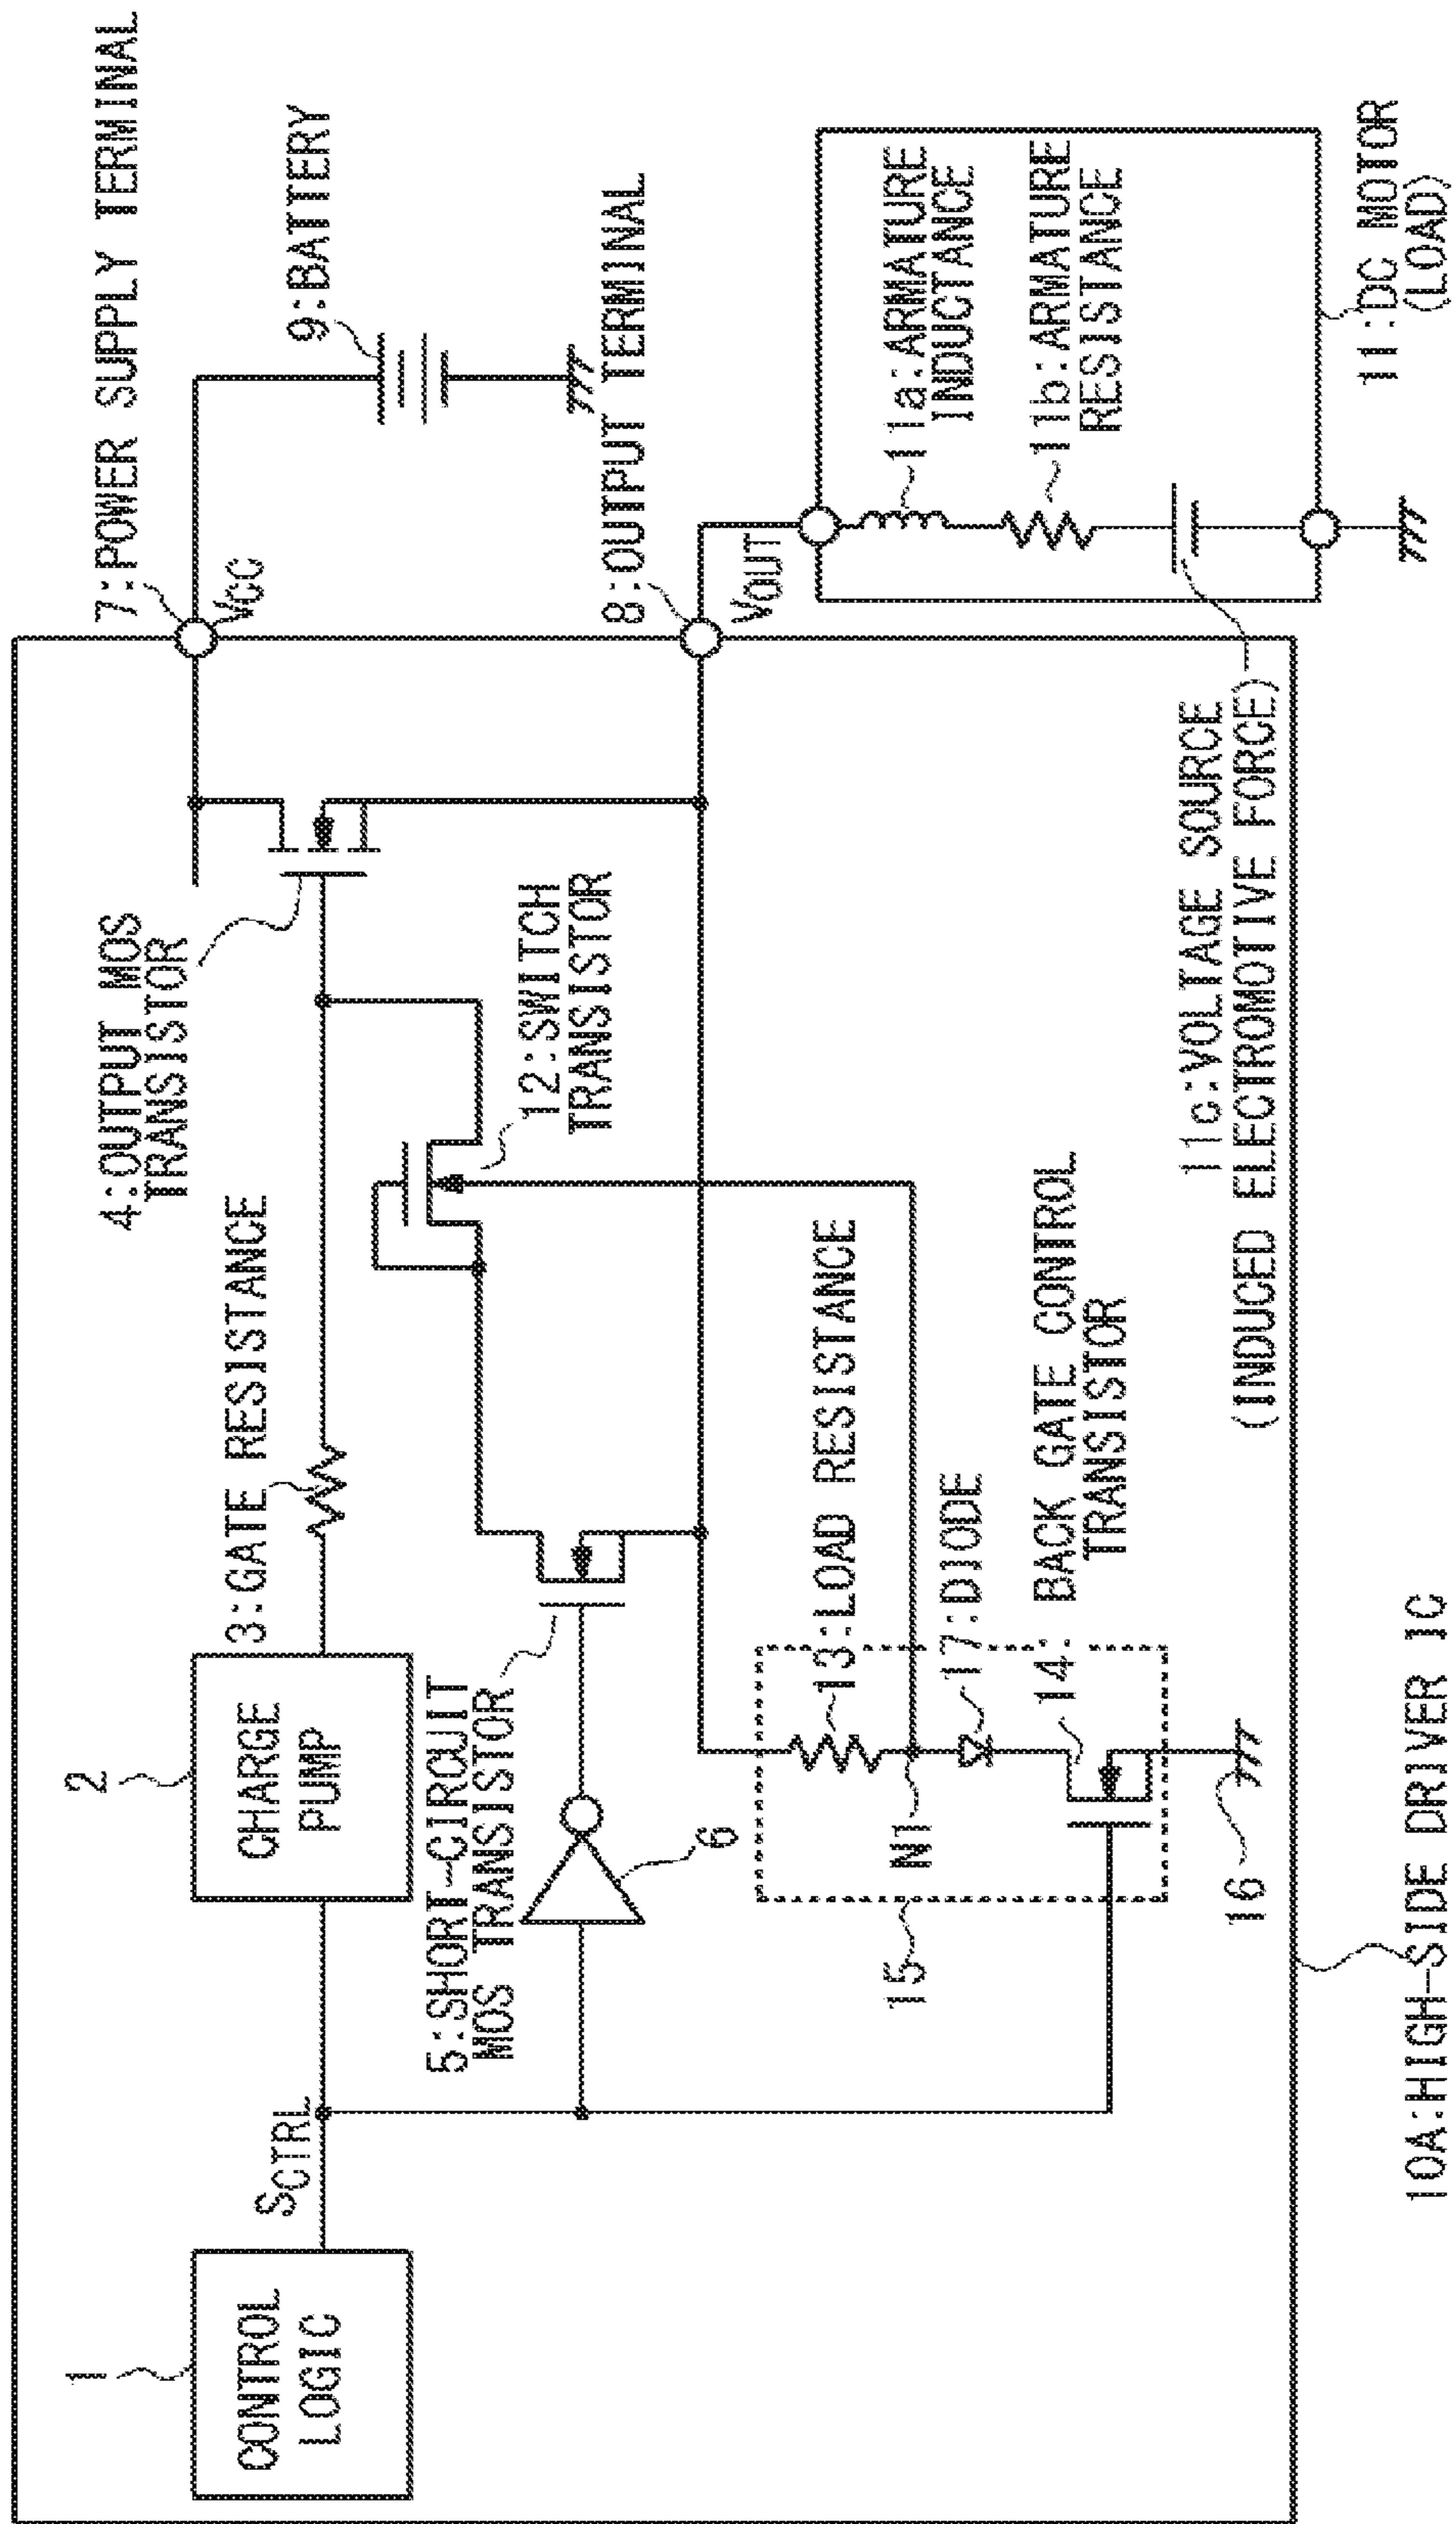 1
CONTROL
LOGIC
SCTRL
2
CHARGE
PUMP
3:GATE RESISTANCE
4:OUTPUT MOS
TRANSISTOR
7:POWER SUPPLY TERMINAL
VCC
9:BATTERY
5:SHORT-CIRCUIT
MOS TRANSISTOR
6
12:SWITCH
TRANSISTOR
8:OUTPUT TERMINAL
VOUT
11a:ARMATURE
INDUCTANCE
11b:ARMATURE
RESISTANCE
15
N1
13:LOAD RESISTANCE
17:DIODE
14: BACK GATE CONTROL
TRANSISTOR
16
11c:VOLTAGE SOURCE
(INDUCED ELECTROMOTIVE FORCE)
11:DC MOTOR
(LOAD)
10A:HIGH-SIDE DRIVER IC